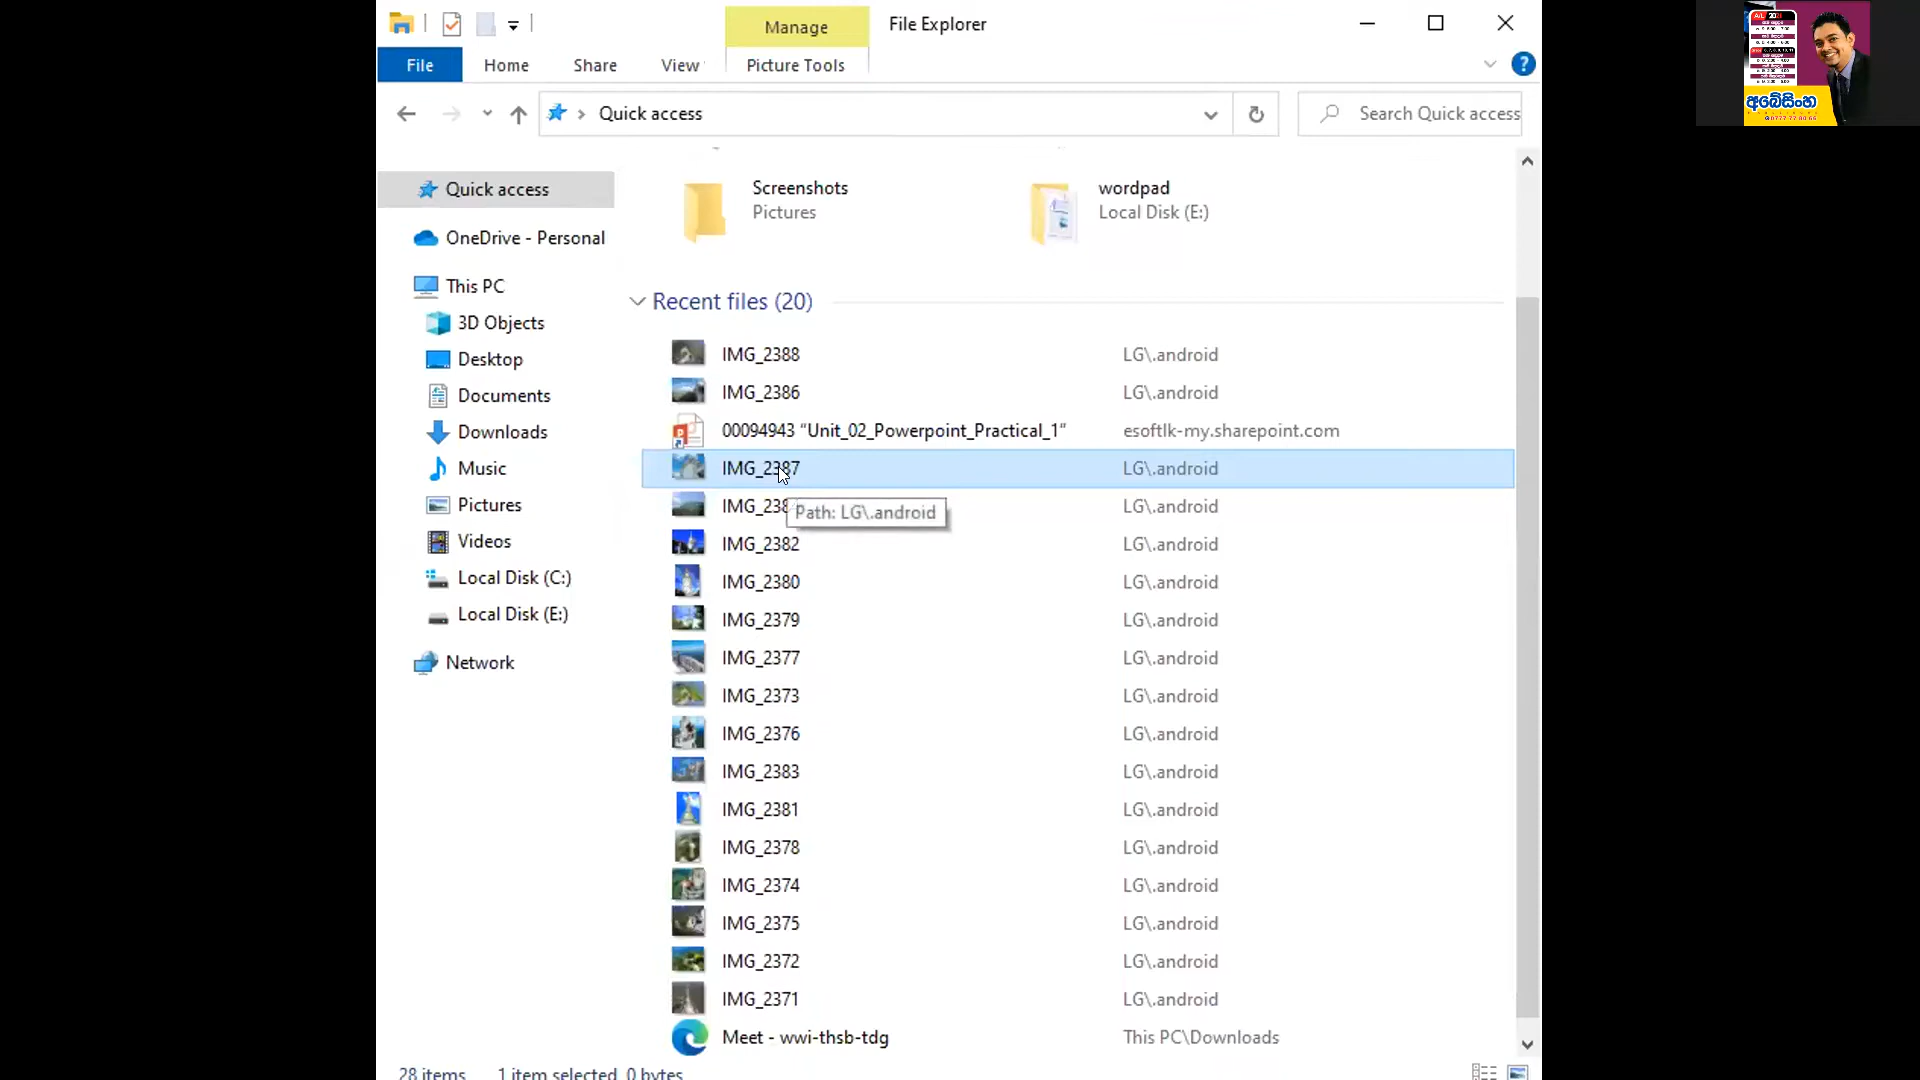 Manage
File Explorer
File
Home
Share
View
Picture Tools
Quick access
Search Quick access
Quick access
OneDrive - Personal
This PC
3D Objects
Desktop
Documents
Downloads
Music
Pictures
Videos
Local Disk (C:)
Local Disk (E:)
Network
Screenshots
Pictures
wordpad
Local Disk (E:)
Recent files (20)
IMG_2388 LG\.android
IMG_2386 LG\.android
00094943 “Unit_02_Powerpoint_Practical_1” esoftlk-my.sharepoint.com
IMG_2387 LG\.android
LG\.android
Path: LG\.android
IMG_2382 LG\.android
IMG_2380 LG\.android
IMG_2379 LG\.android
IMG_2377 LG\.android
IMG_2373 LG\.android
IMG_2376 LG\.android
IMG_2383 LG\.android
IMG_2381 LG\.android
IMG_2378 LG\.android
IMG_2374 LG\.android
IMG_2375 LG\.android
IMG_2372 LG\.android
IMG_2371 LG\.android
Meet - wwi-thsb-tdg This PC\Downloads
28 items 1 item selected 0 bytes
අබේසිංහ